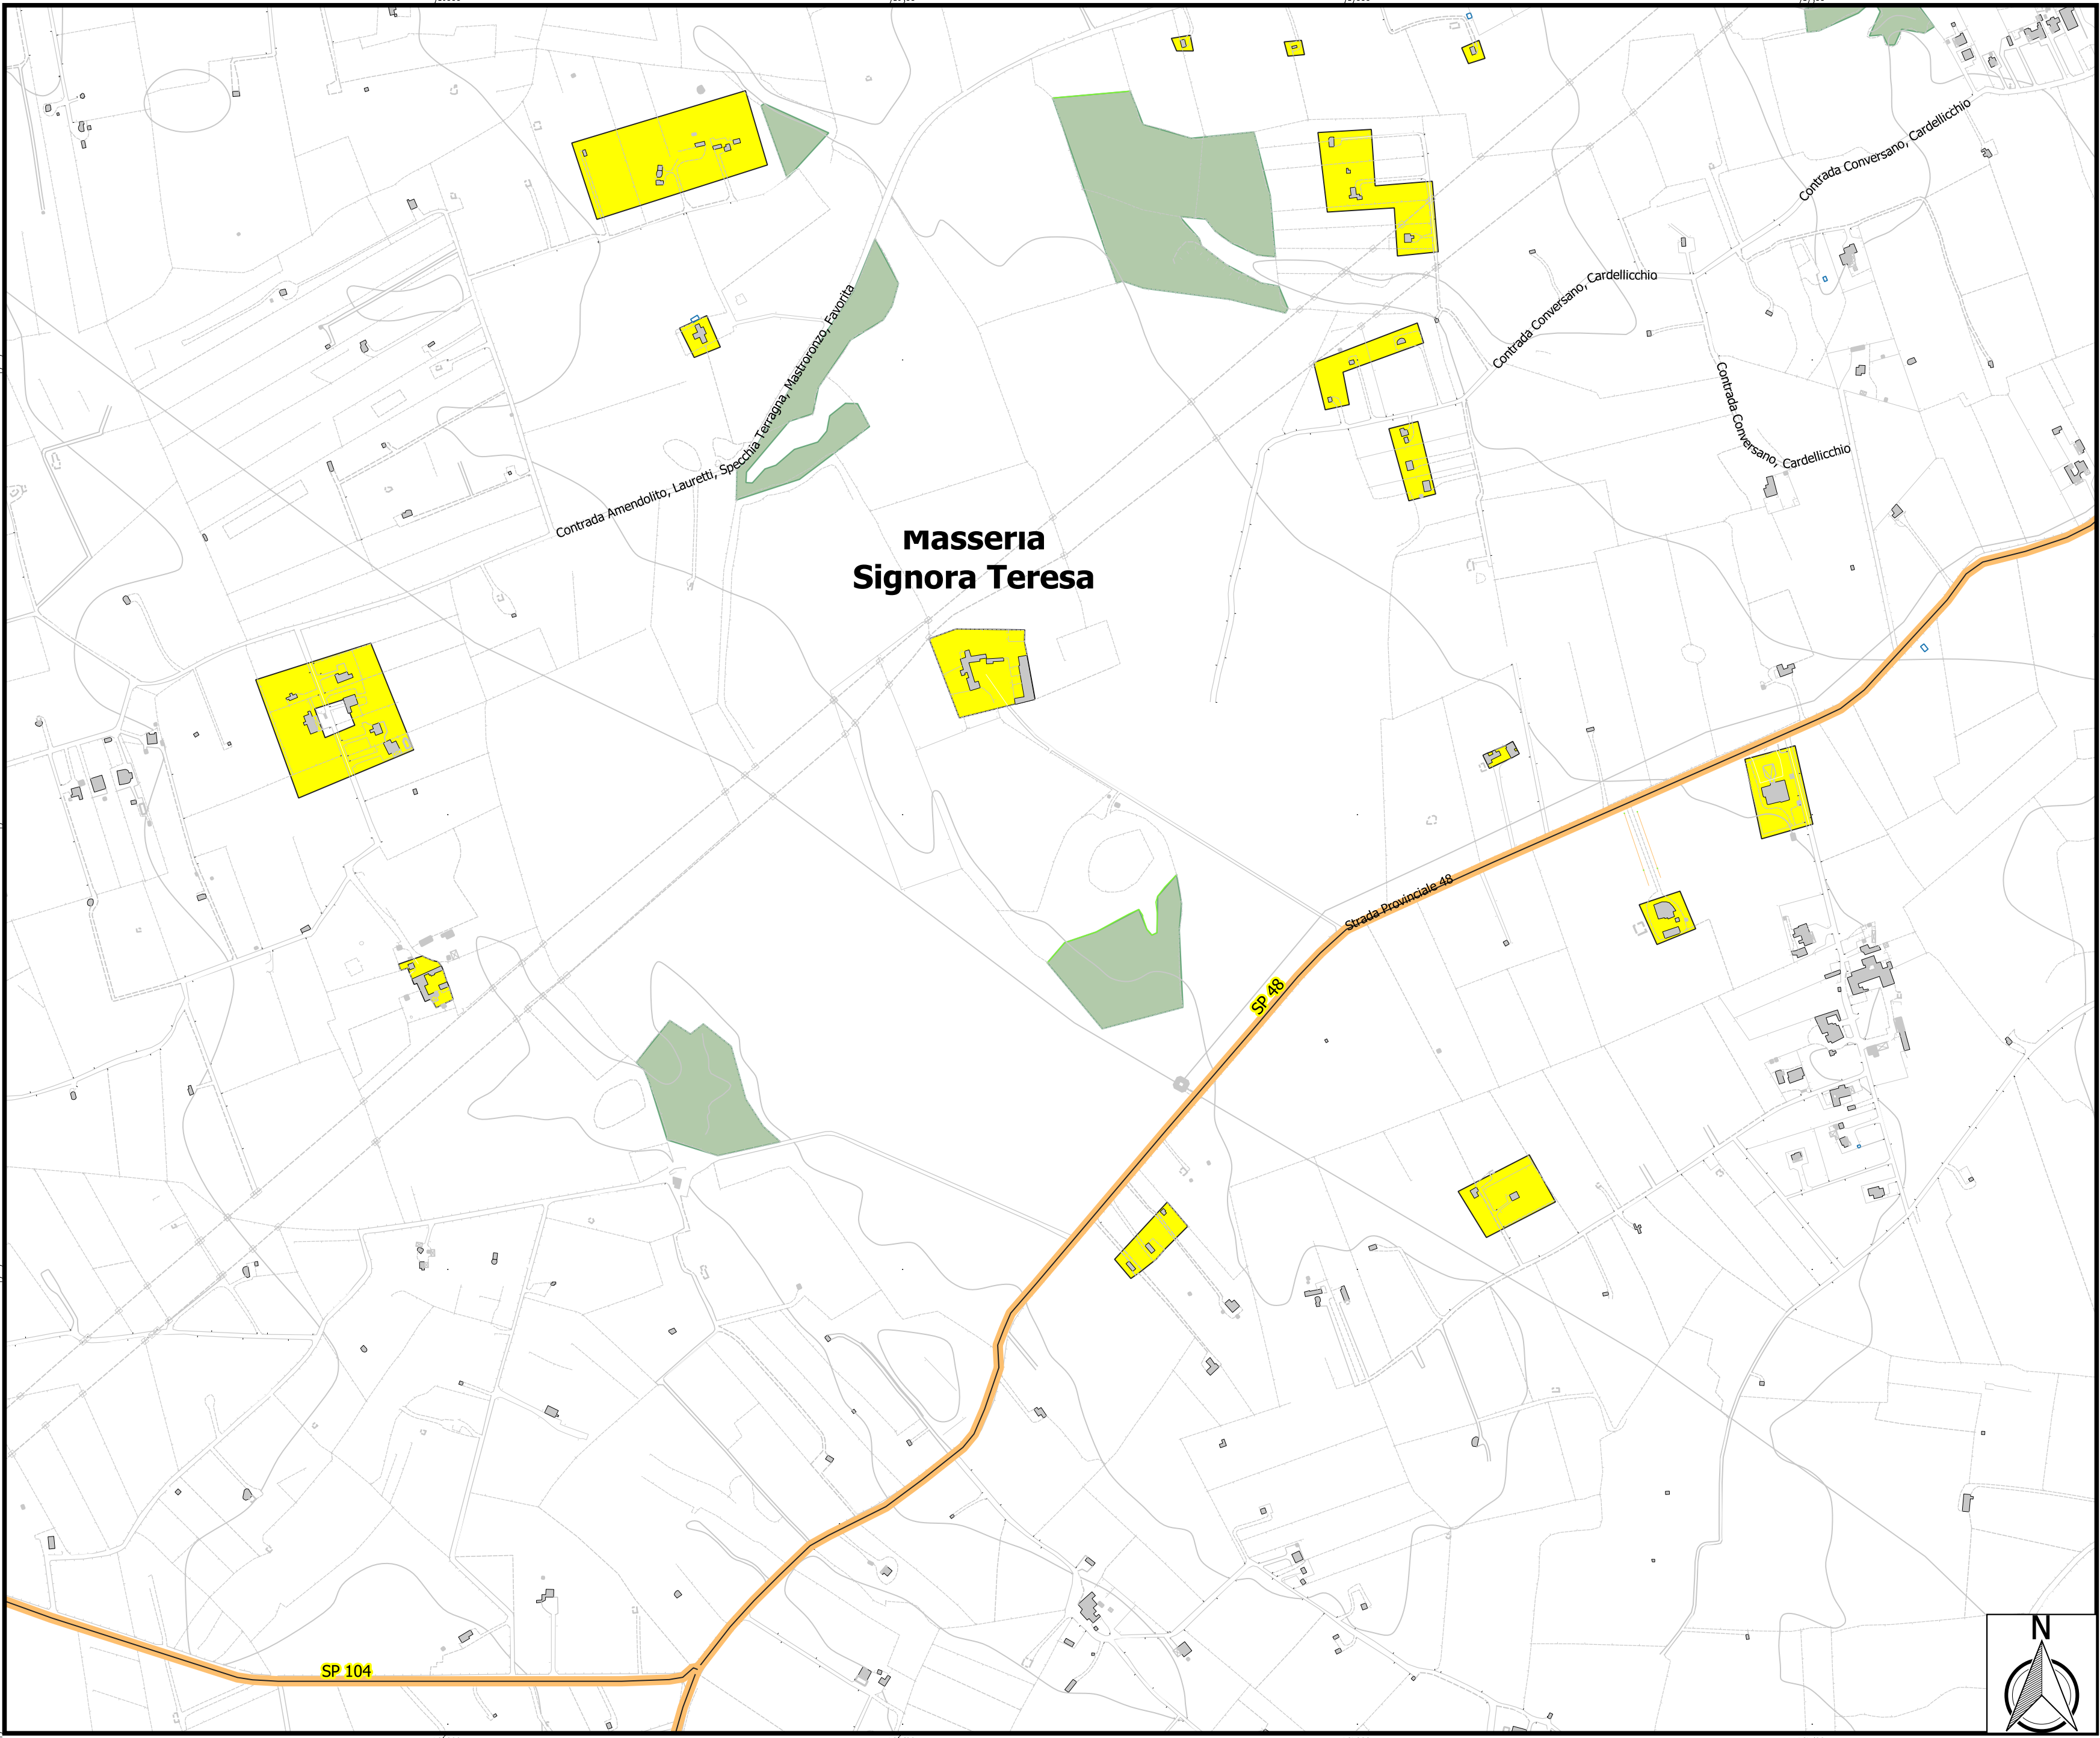 Contrada Conversano, Cardellicchio
Contrada Conversano, Cardellicchio
Contrada Amendolito, Lauretti, Specchia Terragna, Mastroronzo, Favorita
Contrada Conversano, Cardellicchio
Masseria
Signora Teresa
Strada Provinciale 48
SP 48
SP 104
N